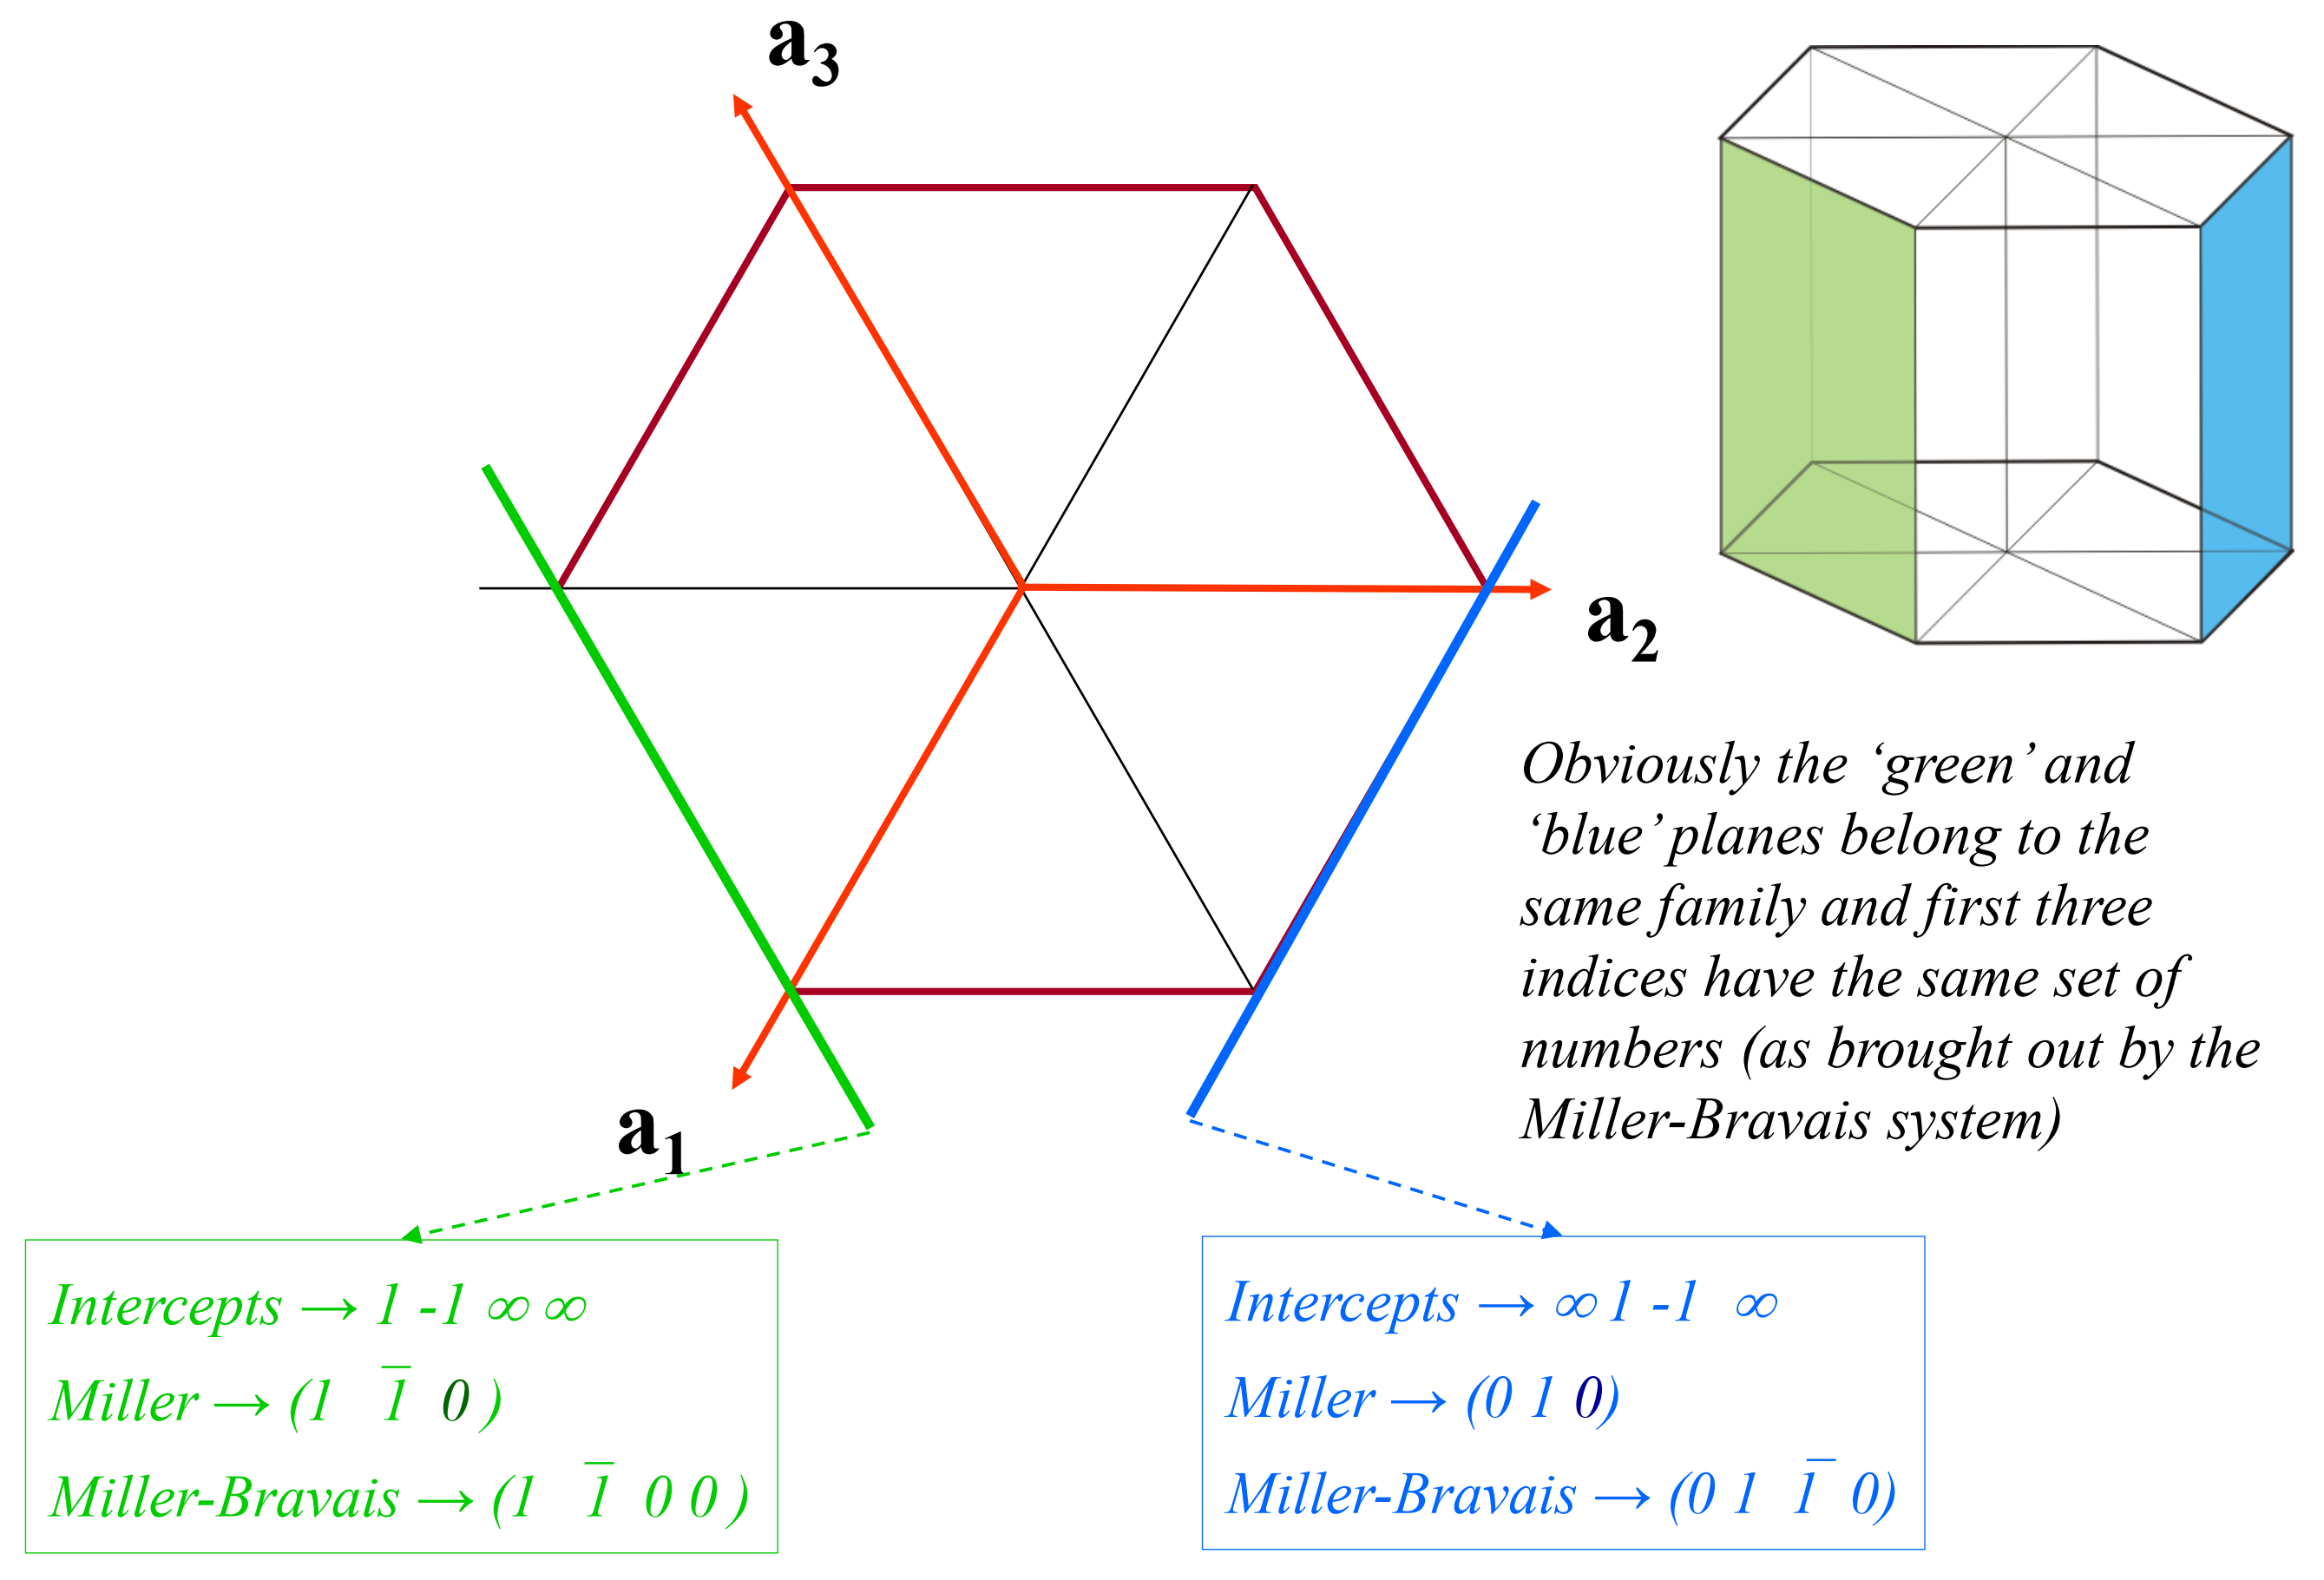 a₃
a₂
a₁
Obviously the ‘green’ and
‘blue’ planes belong to the
same family and first three
indices have the same set of
numbers (as brought out by the
Miller-Bravais system)
Intercepts → 1 -1 ∞ ∞
Miller → (1 1̅ 0 )
Miller-Bravais → (1 1̅ 0 0 )
Intercepts → ∞ 1 -1 ∞
Miller → (0 1 0)
Miller-Bravais → (0 1 1̅ 0)